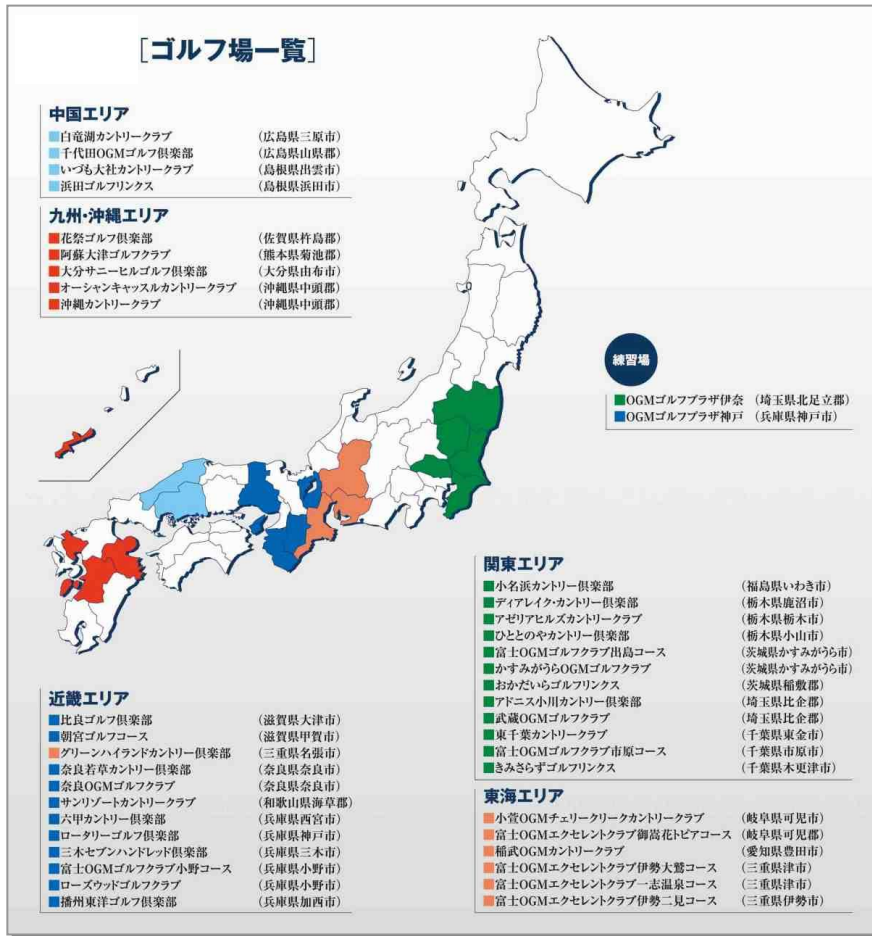 [ゴルフ場一覧]
中国エリア
白竜湖カントリークラブ (広島県三原市)
千代田OGMゴルフ倶楽部 (広島県山県郡)
いづも大社カントリークラブ (島根県出雲市)
浜田ゴルフリンクス (島根県浜田市)
九州・沖縄エリア
花祭ゴルフ倶楽部 (佐賀県杵島郡)
阿蘇大津ゴルフクラブ (熊本県菊池郡)
大分サニーヒルゴルフ倶楽部 (大分県由布市)
オーシャンキャッスルカントリークラブ (沖縄県中頭郡)
沖縄カントリークラブ (沖縄県中頭郡)
練習場
OGMゴルフプラザ伊奈 (埼玉県北足立郡)
OGMゴルフプラザ神戸 (兵庫県神戸市)
関東エリア
小名浜カントリー倶楽部 (福島県いわき市)
ディアレイク・カントリー倶楽部 (栃木県鹿沼市)
アゼリアヒルズカントリークラブ (栃木県栃木市)
ひととのやカントリー倶楽部 (栃木県小山市)
富士OGMゴルフクラブ出島コース (茨城県かすみがうら市)
かすみがうらOGMゴルフクラブ (茨城県かすみがうら市)
おかだいらゴルフリンクス (茨城県稲敷郡)
アドニス小川カントリー倶楽部 (埼玉県比企郡)
武蔵OGMゴルフクラブ (埼玉県比企郡)
東千葉カントリークラブ (千葉県東金市)
富士OGMゴルフクラブ市原コース (千葉県市原市)
きみさらずゴルフリンクス (千葉県木更津市)
近畿エリア
比良ゴルフ倶楽部 (滋賀県大津市)
朝宮ゴルフコース (滋賀県甲賀市)
グリーンハイランドカントリー倶楽部 (三重県名張市)
奈良若草カントリー倶楽部 (奈良県奈良市)
奈良OGMゴルフクラブ (奈良県奈良市)
サンリゾートカントリークラブ (和歌山県海草郡)
六甲カントリー倶楽部 (兵庫県西宮市)
ロータリーゴルフ倶楽部 (兵庫県神戸市)
三木セブンハンドレッド倶楽部 (兵庫県三木市)
富士OGMゴルフクラブ小野コース (兵庫県小野市)
ローズウッドゴルフクラブ (兵庫県小野市)
播州東洋ゴルフ倶楽部 (兵庫県加西市)
東海エリア
小萱OGMチェリークリークカントリークラブ (岐阜県可児市)
富士OGMエクセレントクラブ御嵩花トピアコース (岐阜県可児郡)
稲武OGMカントリークラブ (愛知県豊田市)
富士OGMエクセレントクラブ伊勢大鷲コース (三重県津市)
富士OGMエクセレントクラブ一志温泉コース (三重県津市)
富士OGMエクセレントクラブ伊勢二見コース (三重県伊勢市)